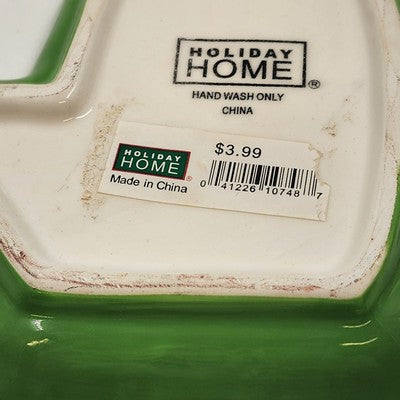 HOLIDAY
HOME®
HAND WASH ONLY
CHINA
HOLIDAY
HOME®
$3.99
Made in China
0 41226 10748 7